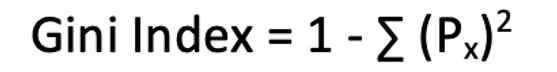 Gini Index = 1 - ∑ (Pₓ)²